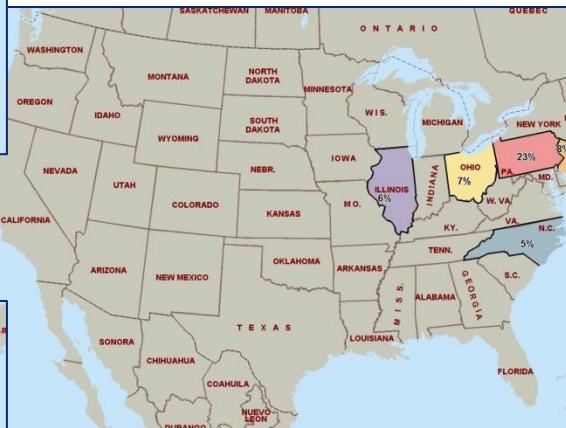 SASKATCHEWAN
MANITOBA
ONTARIO
QUEBEC
WASHINGTON
MONTANA
NORTH
DAKOTA
MINNESOTA
OREGON
IDAHO
SOUTH
DAKOTA
WIS.
MICHIGAN
NEW YORK
WYOMING
IOWA
23%
PA.
NEBR.
ILLINOIS
6%
INDIANA
OHIO
7%
MD.
NEVADA
UTAH
COLORADO
KANSAS
MO.
W. VA.
VA.
KY.
CALIFORNIA
N.C.
5%
TENN.
ARIZONA
NEW MEXICO
OKLAHOMA
ARKANSAS
S.C.
MISS.
ALABAMA
GEORGIA
TEXAS
LOUISIANA
SONORA
CHIHUAHUA
FLORIDA
COAHUILA
NUEVO
LEON
DURANGO